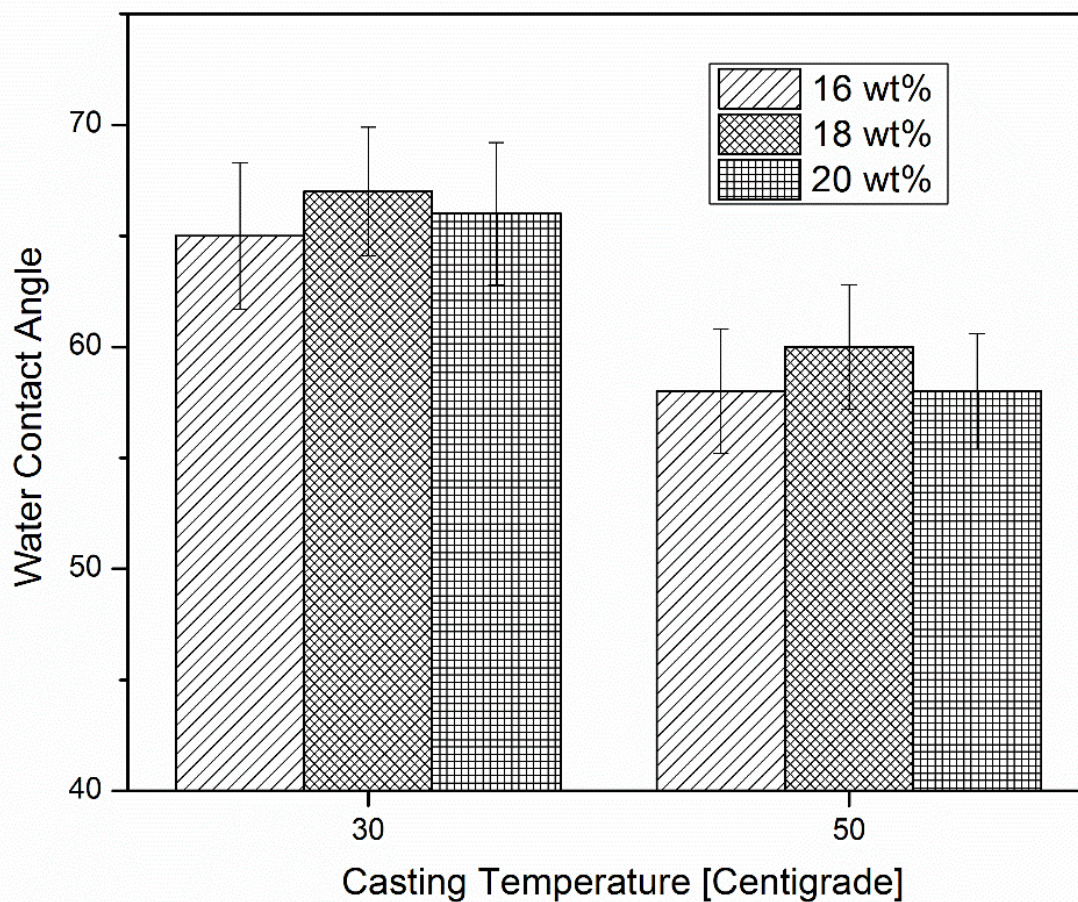 16 wt%
18 wt%
20 wt%
Water Contact Angle
70
60
50
40
30
50
Casting Temperature [Centigrade]